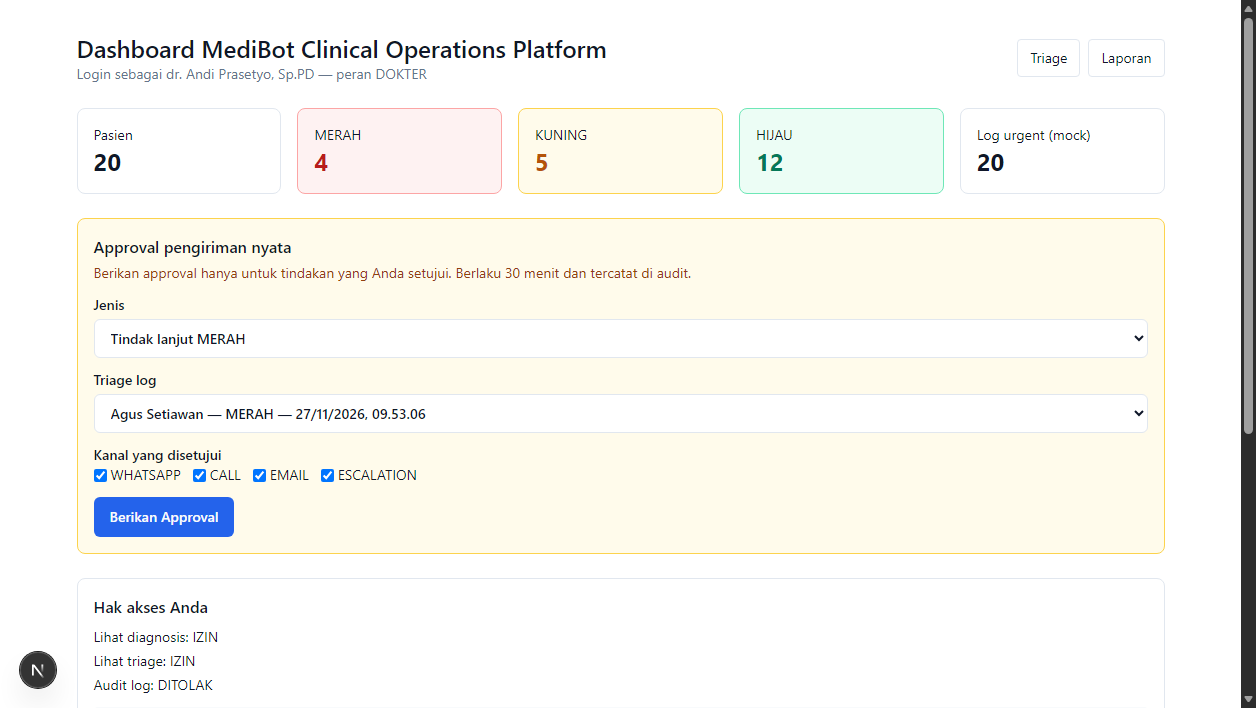 Dashboard MediBot Clinical Operations Platform
Login sebagai dr. Andi Prasetyo, Sp.PD — peran DOKTER
Triage
Laporan
Pasien
20
MERAH
4
KUNING
5
HIJAU
12
Log urgent (mock)
20
Approval pengiriman nyata
Berikan approval hanya untuk tindakan yang Anda setujui. Berlaku 30 menit dan tercatat di audit.
Jenis
Tindak lanjut MERAH
Triage log
Agus Setiawan — MERAH — 27/11/2026, 09.53.06
Kanal yang disetujui
WHATSAPP CALL EMAIL ESCALATION
Berikan Approval
Hak akses Anda
Lihat diagnosis: IZIN
Lihat triage: IZIN
Audit log: DITOLAK
N